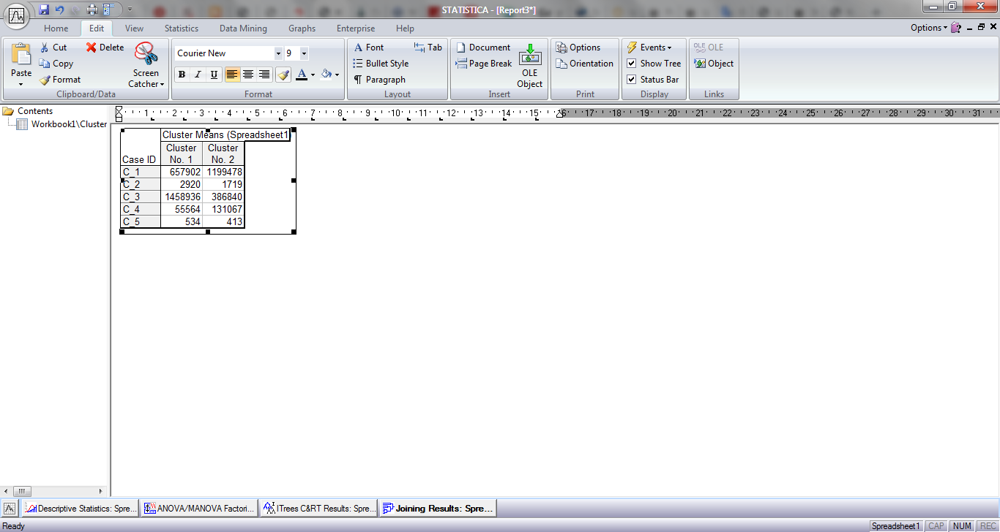 STATISTICA - [Report3*]
Home Edit View Statistics Data Mining Graphs Enterprise Help Options
Paste Cut Copy Format Delete Screen Catcher
Clipboard/Data
Courier New 9
B I U A
Format
Font Tab
Bullet Style
Paragraph
Layout
Document
Page Break
OLE Object
Insert
Options
Orientation
Print
Events
Show Tree
Status Bar
Display
OLE OLE
Object
Links
Contents
Workbook1\Cluster
1 2 3 4 5 6 7 8 9 10 11 12 13 14 15 16 17 18 19 20 21 22 23 24 25 26 27 28 29 30 31
Cluster Means (Spreadsheet1)
Case ID Cluster No. 1 Cluster No. 2
C_1 657902 1199478
C_2 2920 1719
C_3 1458936 386840
C_4 55564 131067
C_5 534 413
Descriptive Statistics: Spre... ANOVA/MANOVA Factori... ITrees C&RT Results: Spre... Joining Results: Spre...
Ready Spreadsheet1 CAP NUM REC